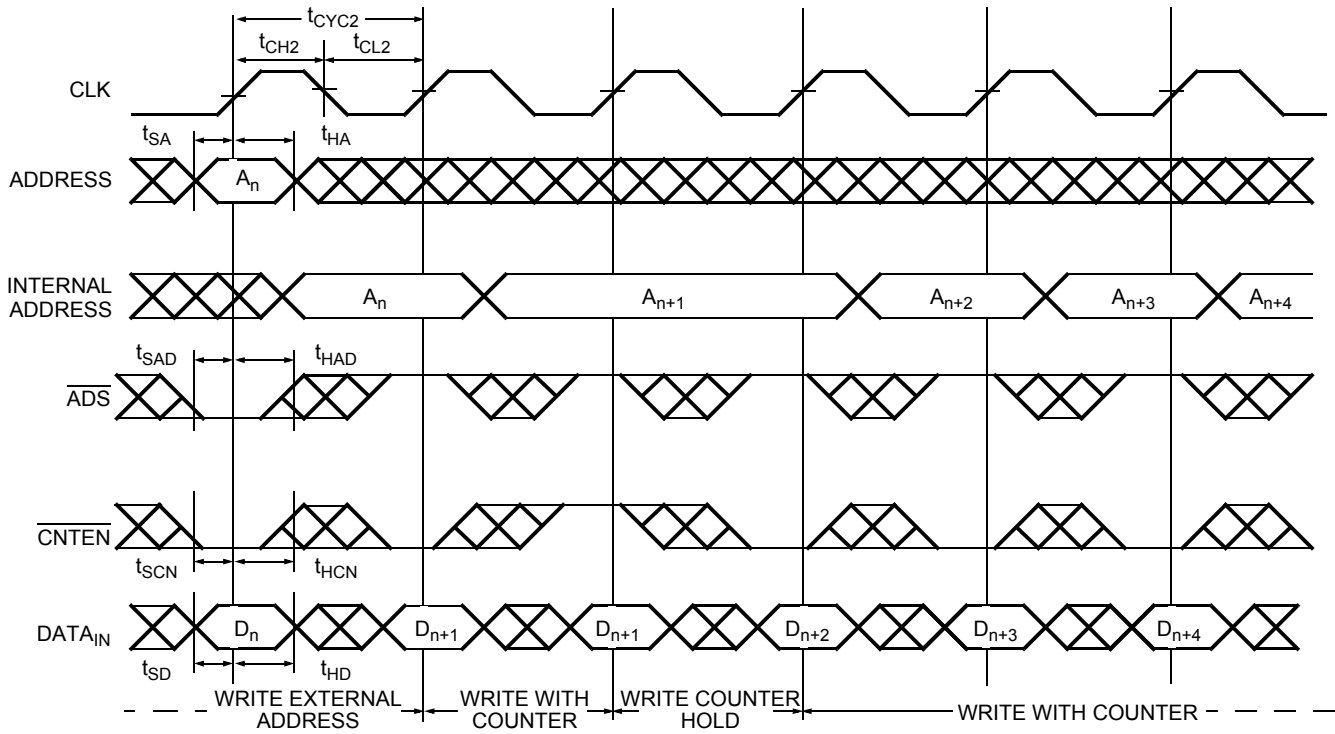 tCYC2
tCH2 tCL2
CLK
tSA tHA
ADDRESS An
INTERNAL
ADDRESS An An+1 An+2 An+3 An+4
tSAD tHAD
ADS
CNTEN
tSCN tHCN
DATAIN Dn Dn+1 Dn+1 Dn+2 Dn+3 Dn+4
tSD tHD
WRITE EXTERNAL
ADDRESS
WRITE WITH
COUNTER
WRITE COUNTER
HOLD
WRITE WITH COUNTER